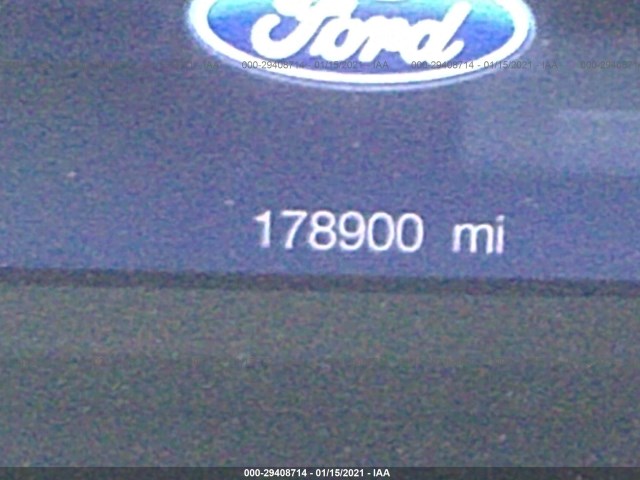 Ford
000-29408714 - 01/15/2021 - IAA 000-29408714 - 01/15/2021 - IAA
178900 mi
000-29408714 - 01/15/2021 - IAA